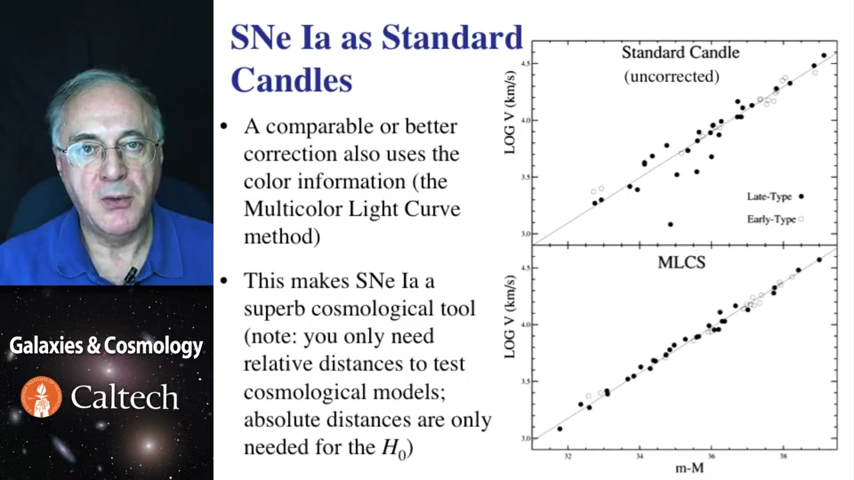 SNe Ia as Standard
Candles
• A comparable or better
correction also uses the
color information (the
Multicolor Light Curve
method)
• This makes SNe Ia a
superb cosmological tool
(note: you only need
relative distances to test
cosmological models;
absolute distances are only
needed for the H0)
Galaxies & Cosmology
Caltech
Standard Candle
(uncorrected)
LOG V (km/s)
4.5
4.0
3.5
3.0
Late-Type
Early-Type
MLCS
LOG V (km/s)
4.5
4.0
3.5
3.0
32 34 36 38
m-M